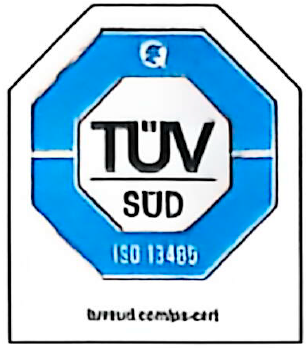 TÜV
SÜD
ISO 13485
tuvsud.com/ps-cert